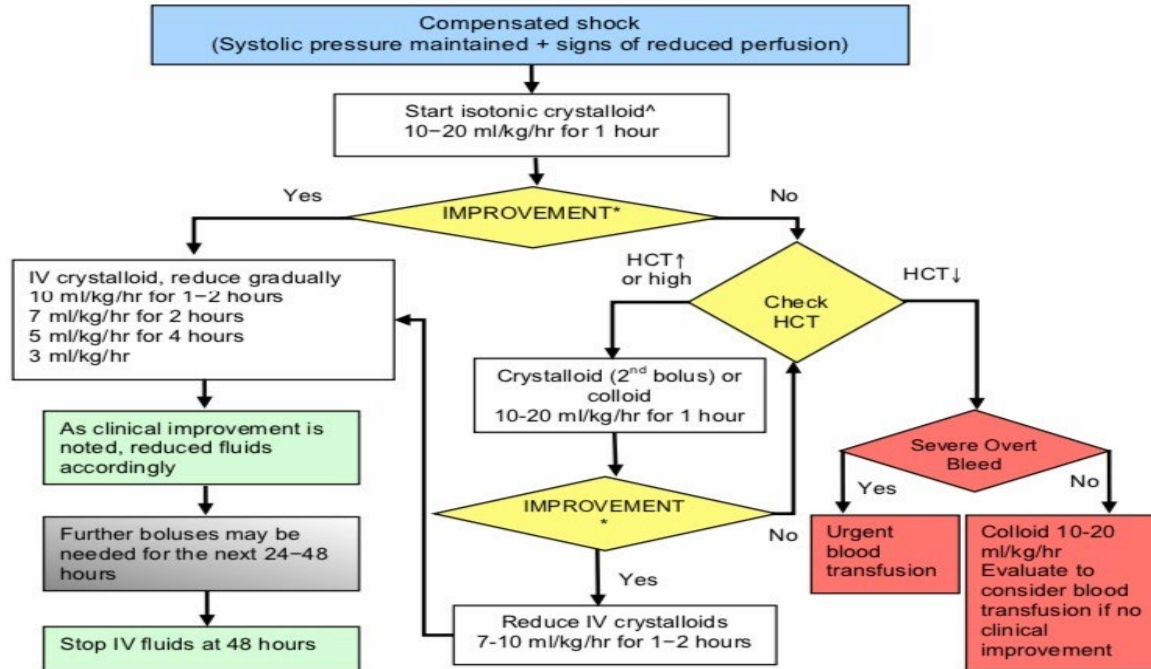 Compensated shock
(Systolic pressure maintained + signs of reduced perfusion)
Start isotonic crystalloid^
10−20 ml/kg/hr for 1 hour
Yes
No
IMPROVEMENT*
IV crystalloid, reduce gradually
10 ml/kg/hr for 1−2 hours
7 ml/kg/hr for 2 hours
5 ml/kg/hr for 4 hours
3 ml/kg/hr
HCT↑
or high
HCT↓
Check
HCT
Crystalloid (2nd bolus) or
colloid
10-20 ml/kg/hr for 1 hour
As clinical improvement is
noted, reduced fluids
accordingly
Severe Overt
Bleed
Yes
No
IMPROVEMENT
*
No
Further boluses may be
needed for the next 24−48
hours
Urgent
blood
transfusion
Colloid 10-20
ml/kg/hr
Evaluate to
consider blood
transfusion if no
clinical
improvement
Yes
Reduce IV crystalloids
7-10 ml/kg/hr for 1−2 hours
Stop IV fluids at 48 hours